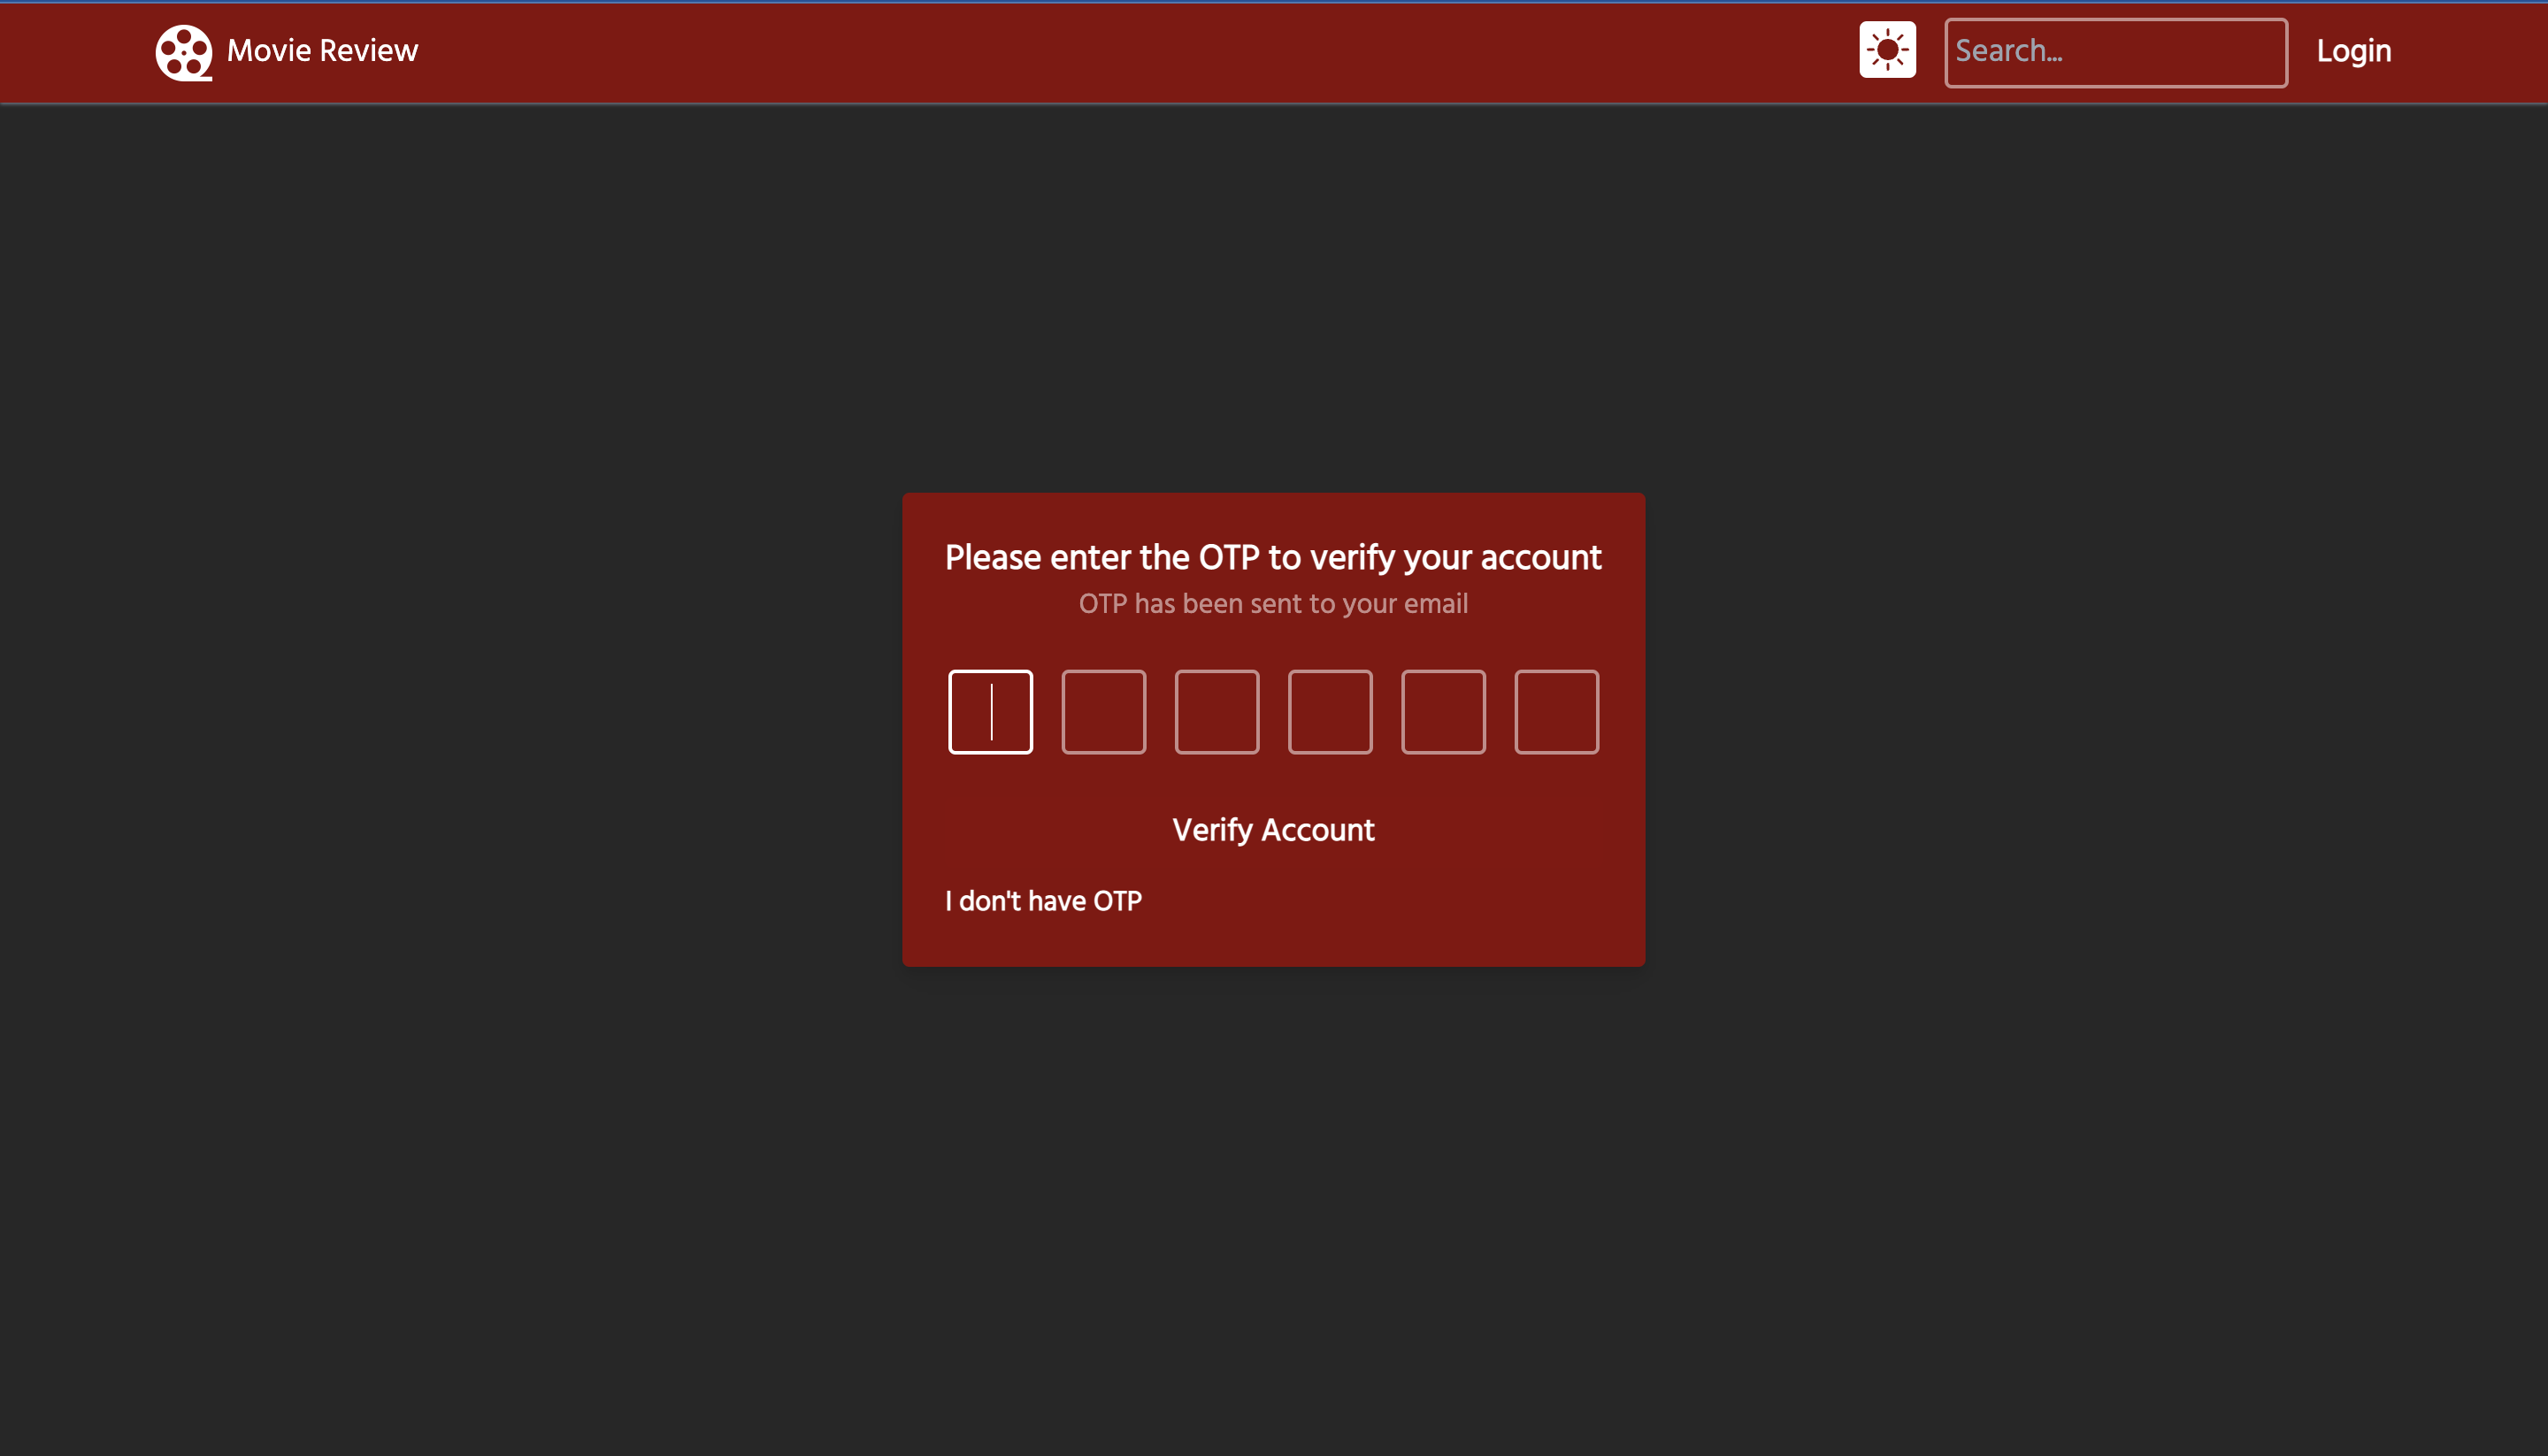 Movie Review
Search...
Login
Please enter the OTP to verify your account
OTP has been sent to your email
Verify Account
I don't have OTP